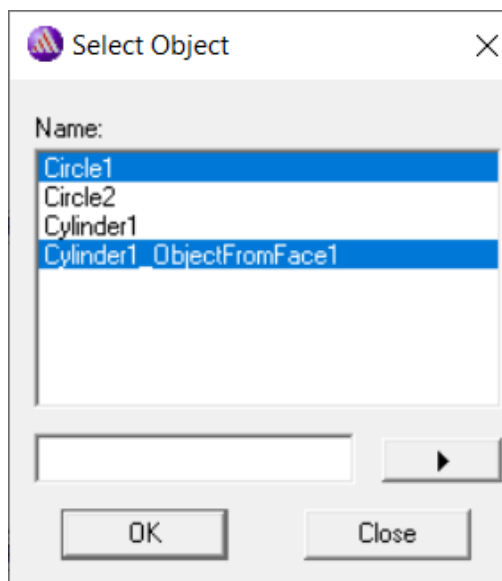 Select Object
Name:
Circle1
Circle2
Cylinder1
Cylinder1_ObjectFromFace1
OK Close